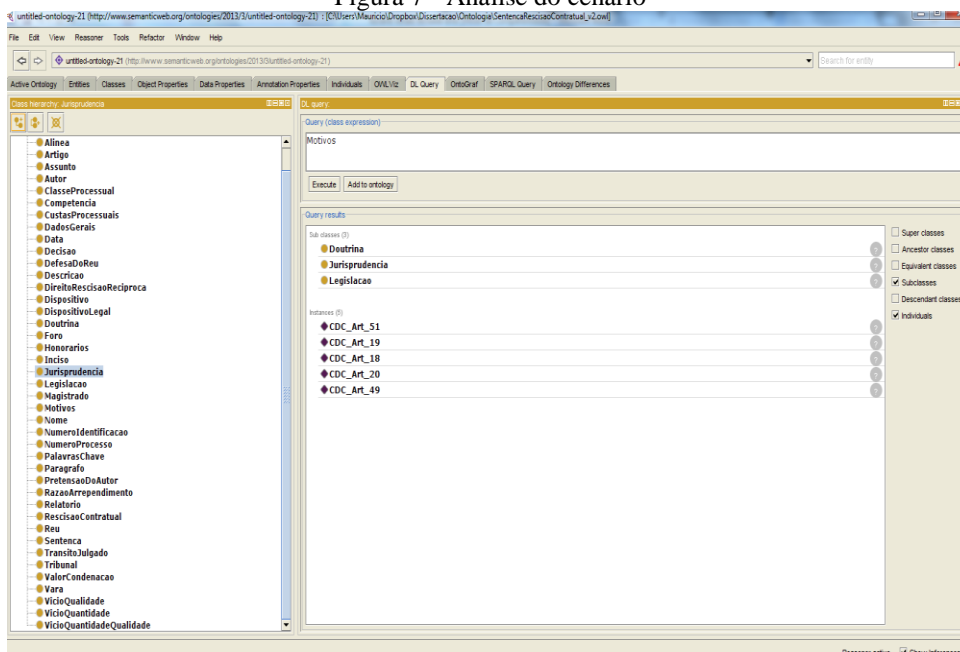 Figura 7 - Análise do cenário
untitled-ontology-21 (http://www.semanticweb.org/ontologies/2013/3/untitled-ontology-21) : [C:\Users\Mauricio\Dropbox\Dissertacao\Ontologia\SentencaRescisaoContratual_v2.owl]
File Edit View Reasoner Tools Refactor Window Help
untitled-ontology-21 (http://www.semanticweb.org/ontologies/2013/3/untitled-ontology-21)
Search for entity
Active Ontology Entities Classes Object Properties Data Properties Annotation Properties Individuals OWLViz DL Query OntoGraf SPARQL Query Ontology Differences
Class hierarchy: Jurisprudencia
Alinea
Artigo
Assunto
Autor
ClasseProcessual
Competencia
CustasProcessuais
DadosGerais
Data
Decisao
DefesaDoReu
Descricao
DireitoRescisaoReciproca
Dispositivo
DispositivoLegal
Doutrina
Foro
Honorarios
Inciso
Jurisprudencia
Legislacao
Magistrado
Motivos
Nome
NumeroIdentificacao
NumeroProcesso
PalavrasChave
Paragrafo
PretensaoDoAutor
RazaoArrependimento
Relatorio
RescisaoContratual
Reu
Sentenca
TransitoJulgado
Tribunal
ValorCondenacao
Vara
VicioQualidade
VicioQuantidade
VicioQuantidadeQualidade
DL query:
Query (class expression)
Motivos
Execute Add to ontology
Query results
Sub classes (3)
Doutrina
Jurisprudencia
Legislacao
Instances (5)
CDC_Art_51
CDC_Art_19
CDC_Art_18
CDC_Art_20
CDC_Art_49
Super classes
Ancestor classes
Equivalent classes
Subclasses
Descendant classes
Individuals